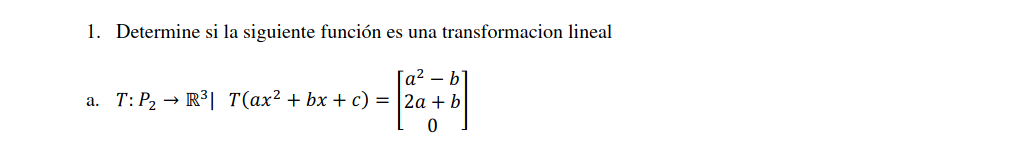 1. Determine si la siguiente función es una transformacion lineal
a. T: P₂ → ℝ³| T(ax² + bx + c) = [a² − b
2a + b
0]